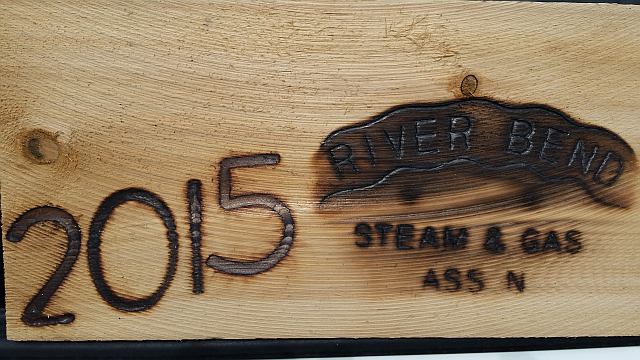 2015
RIVER BEND
STEAM & GAS
ASS N